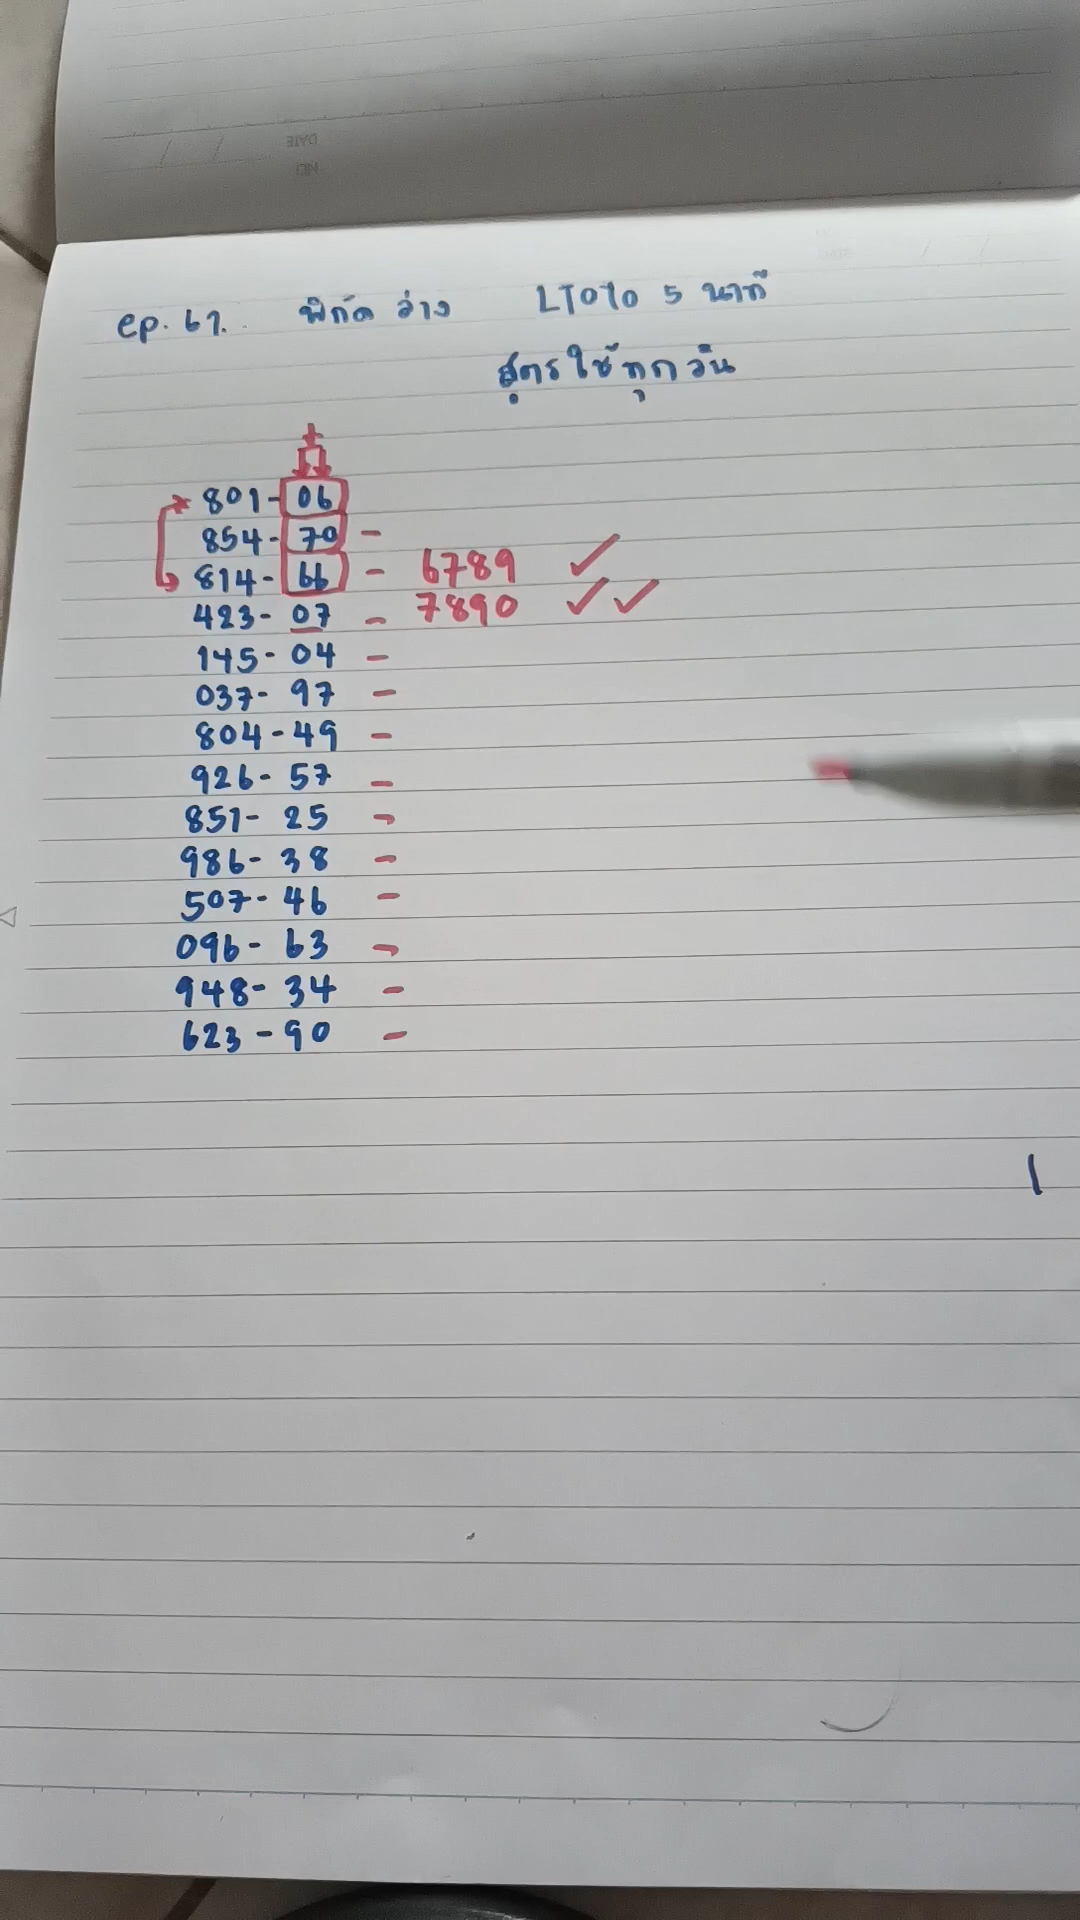 DATE
NO
ep. 67. พิกัด ล่าง LTOTO 5 นาที
สูตรใช้ทุกวัน
+
801-06
854-70 -
814-66 - 6789 ✓
423-07 - 7890 ✓✓
145-04 -
037-97 -
804-49 -
926-57 -
851-25 -
986-38 -
507-46 -
096-63 -
948-34 -
623-90 -